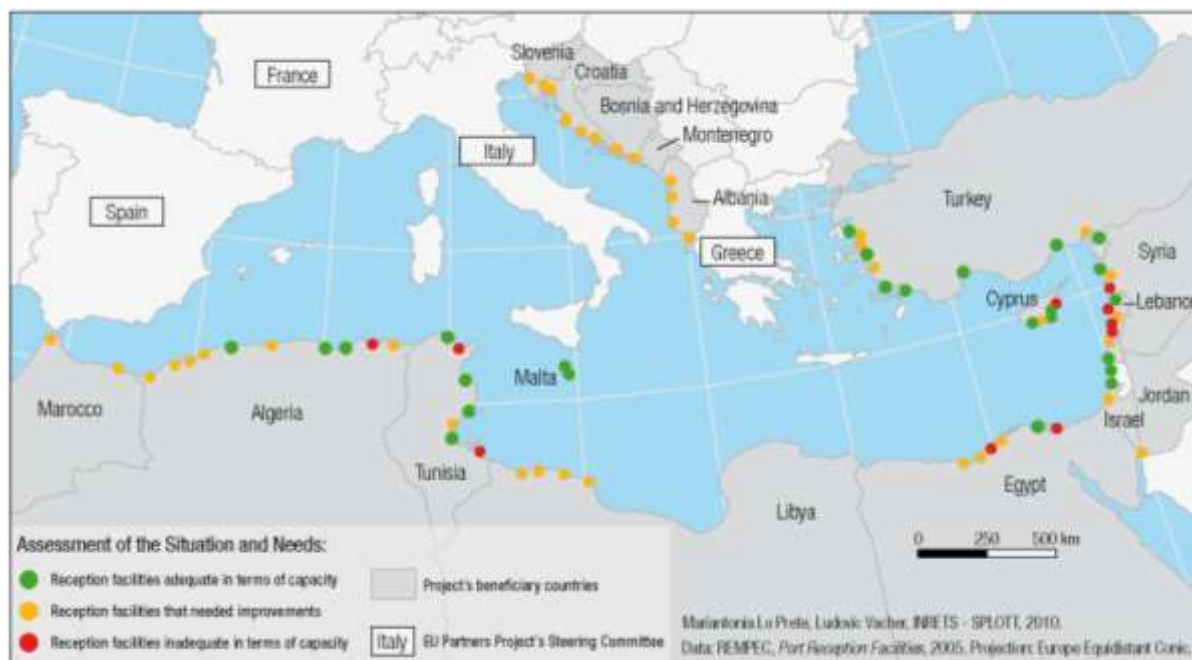 Slovenia
Croatia
France
Bosnia and Herzegovina
Montenegro
Italy
Albania
Turkey
Spain
Greece
Syria
Cyprus
Lebanon
Malta
Marocco
Algeria
Jordan
Israel
Tunisia
Egypt
Libya
0 250 500 km
Assessment of the Situation and Needs:
Reception facilities adequate in terms of capacity
Reception facilities that needed improvements
Reception facilities inadequate in terms of capacity
Project's beneficiary countries
Italy EU Partners Project's Steering Committee
Mariantonia Lo Prete, Ludovic Vacher, INRETS - SPLOTT, 2010.
Data: REMPEC, Port Reception Facilities, 2005. Projection: Europe Equidistant Conic.